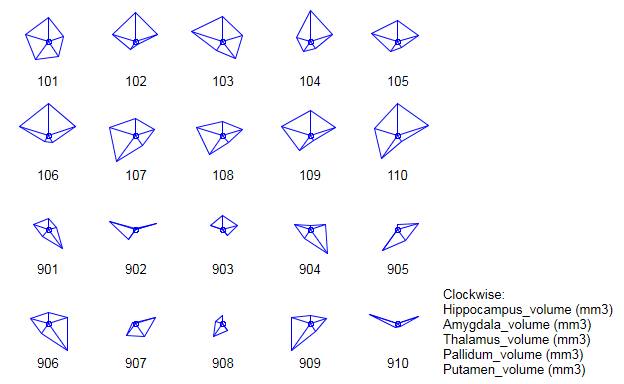 101 102 103 104 105
106 107 108 109 110
901 902 903 904 905
906 907 908 909 910
Clockwise:
Hippocampus_volume (mm3)
Amygdala_volume (mm3)
Thalamus_volume (mm3)
Pallidum_volume (mm3)
Putamen_volume (mm3)